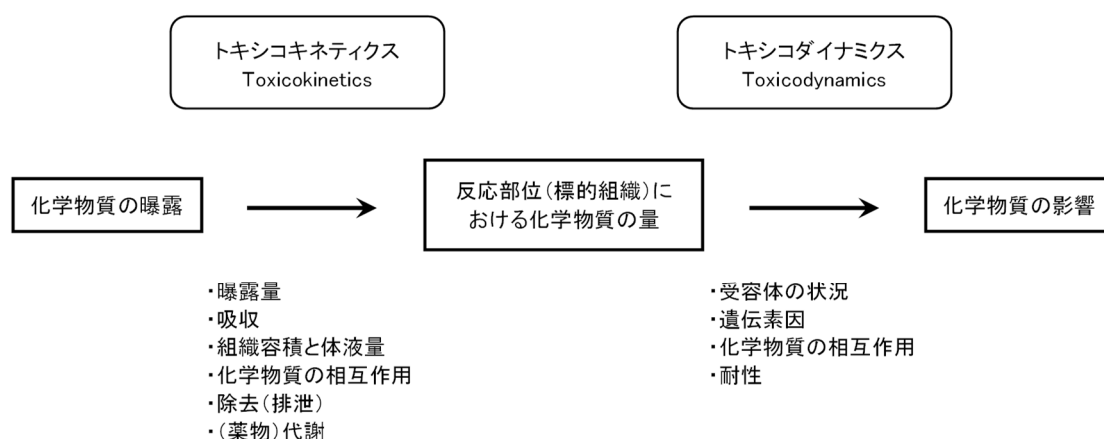 トキシコキネティクス
Toxicokinetics
トキシコダイナミクス
Toxicodynamics
化学物質の曝露
反応部位(標的組織)に
おける化学物質の量
化学物質の影響
・曝露量
・吸収
・組織容積と体液量
・化学物質の相互作用
・除去(排泄)
・(薬物)代謝
・受容体の状況
・遺伝素因
・化学物質の相互作用
・耐性